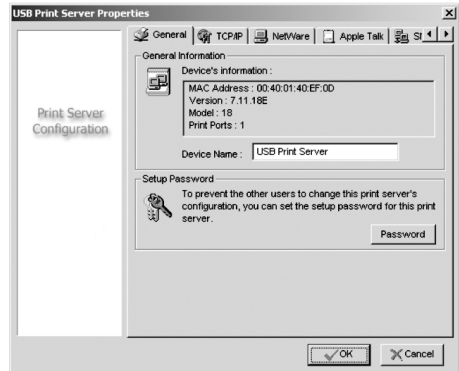 USB Print Server Properties
General
TCP/IP
NetWare
Apple Talk
Print Server
Configuration
General Information
Device's information :
MAC Address : 00:40:01:40:EF:0D
Version : 7.11.18E
Model : 18
Print Ports : 1
Device Name :
USB Print Server
Setup Password
To prevent the other users to change this print server's
configuration, you can set the setup password for this print
server.
Password
OK
Cancel